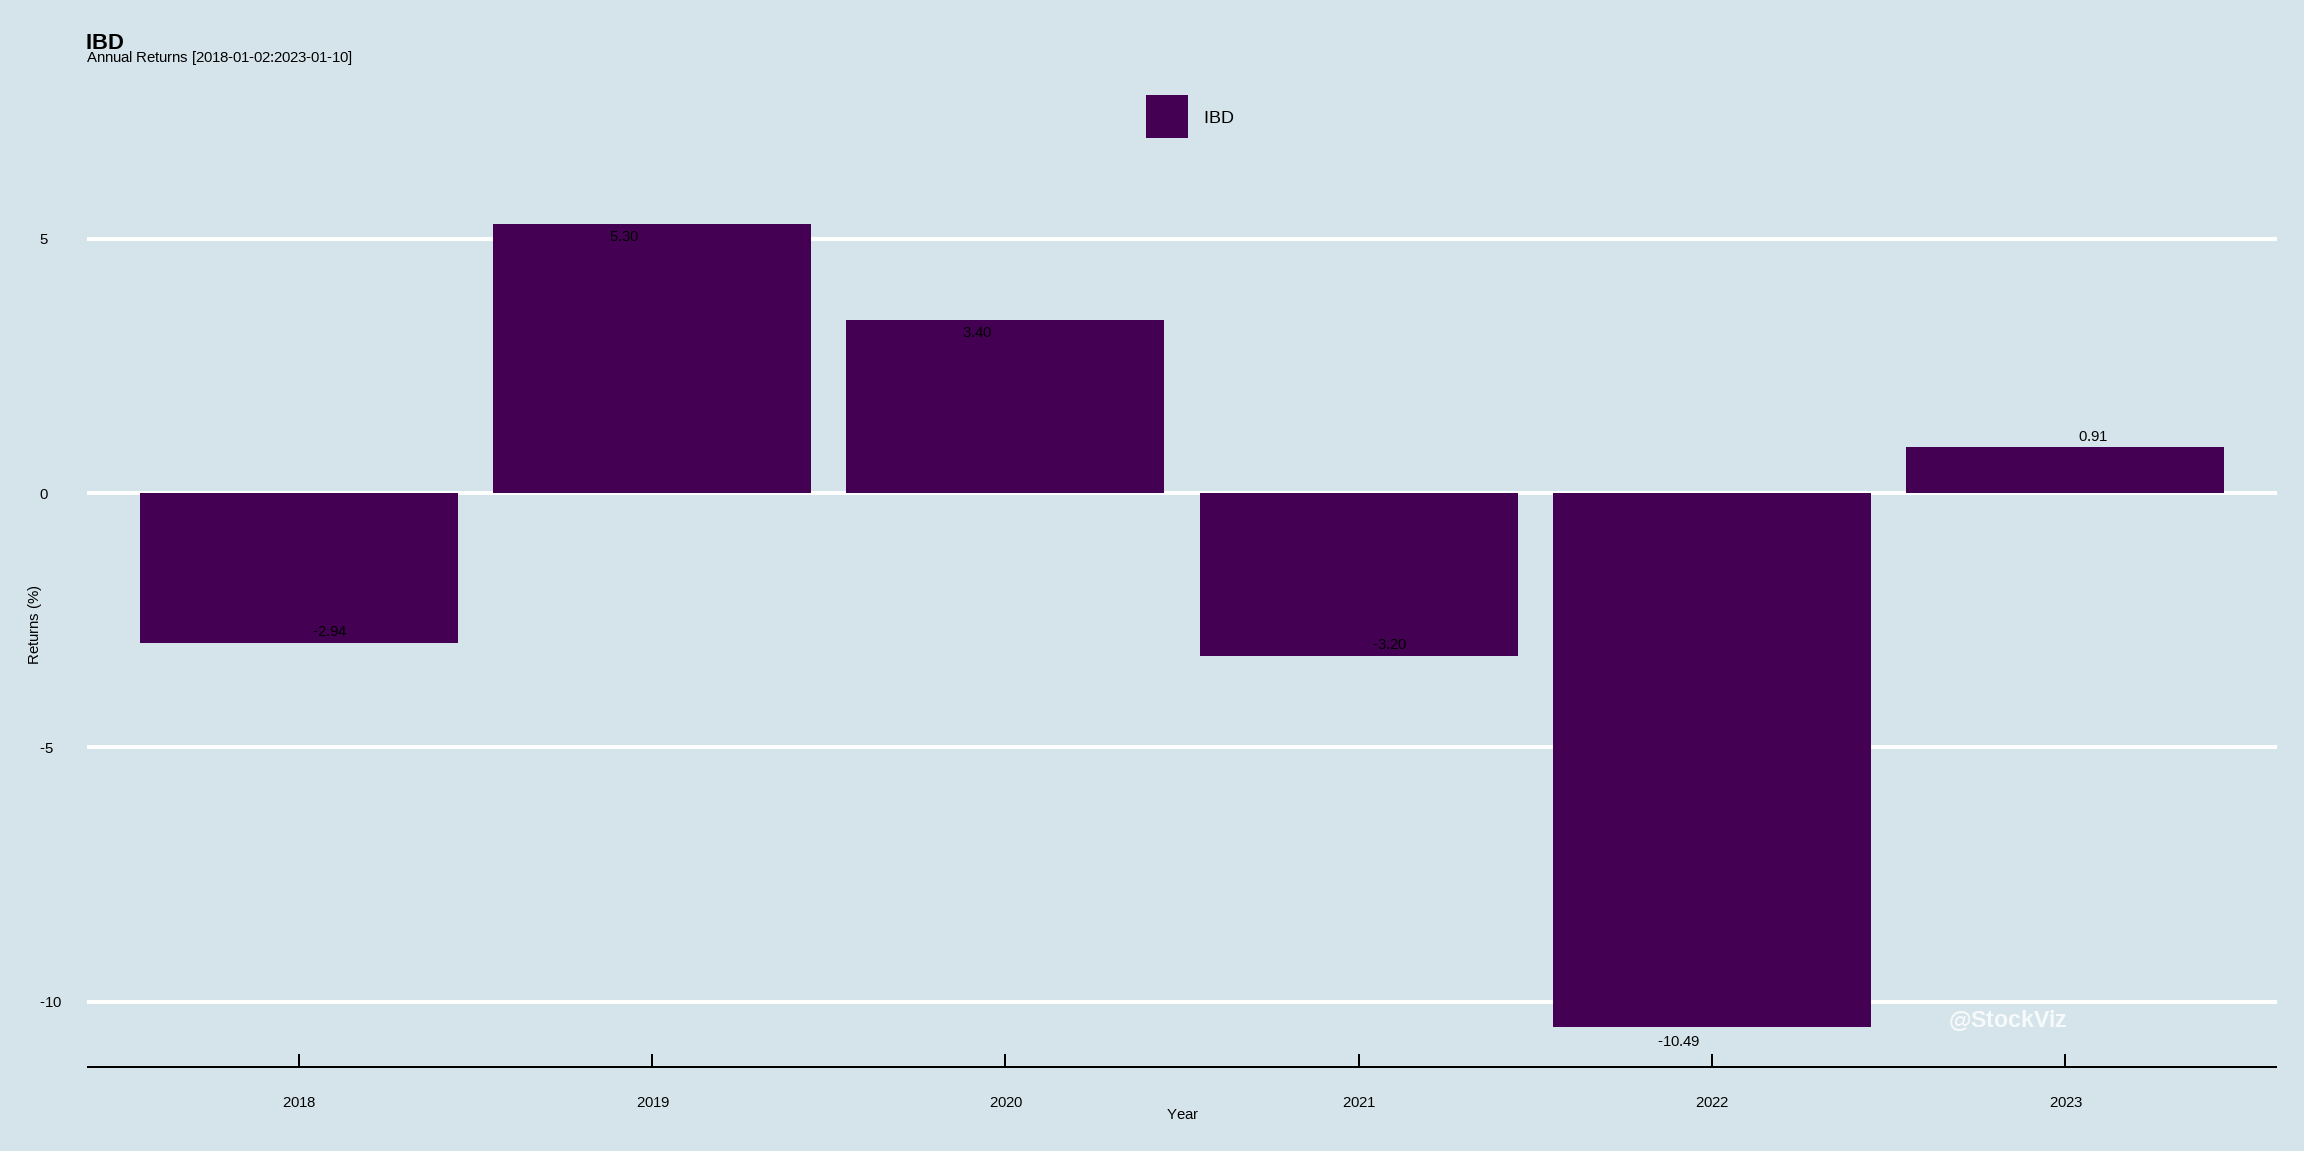 IBD
Annual Returns [2018-01-02:2023-01-10]
IBD
5
5.30
3.40
0.91
0
-2.94
-3.20
Returns (%)
-5
-10
@StockViz
-10.49
2018 2019 2020 2021 2022 2023
Year